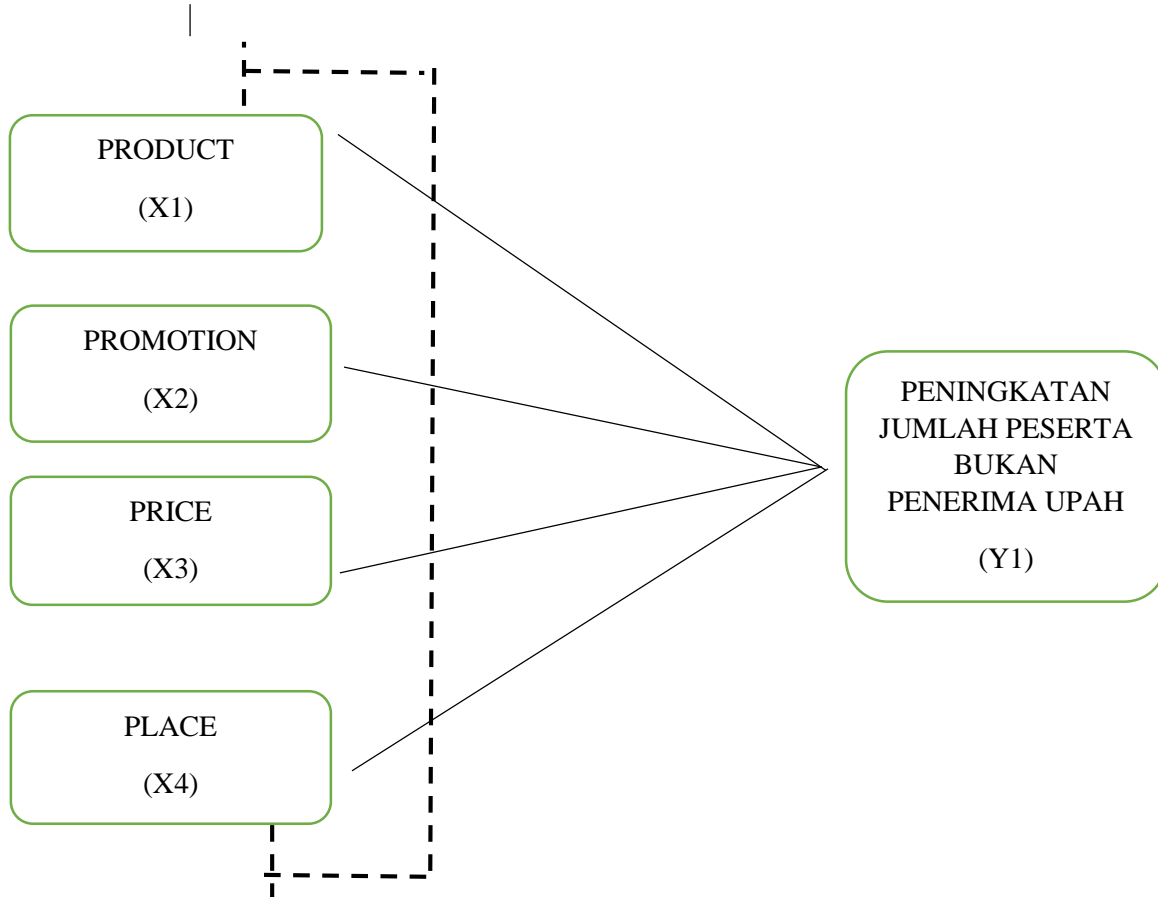 PRODUCT
(X1)
PROMOTION
(X2)
PRICE
(X3)
PLACE
(X4)
PENINGKATAN
JUMLAH PESERTA
BUKAN
PENERIMA UPAH
(Y1)